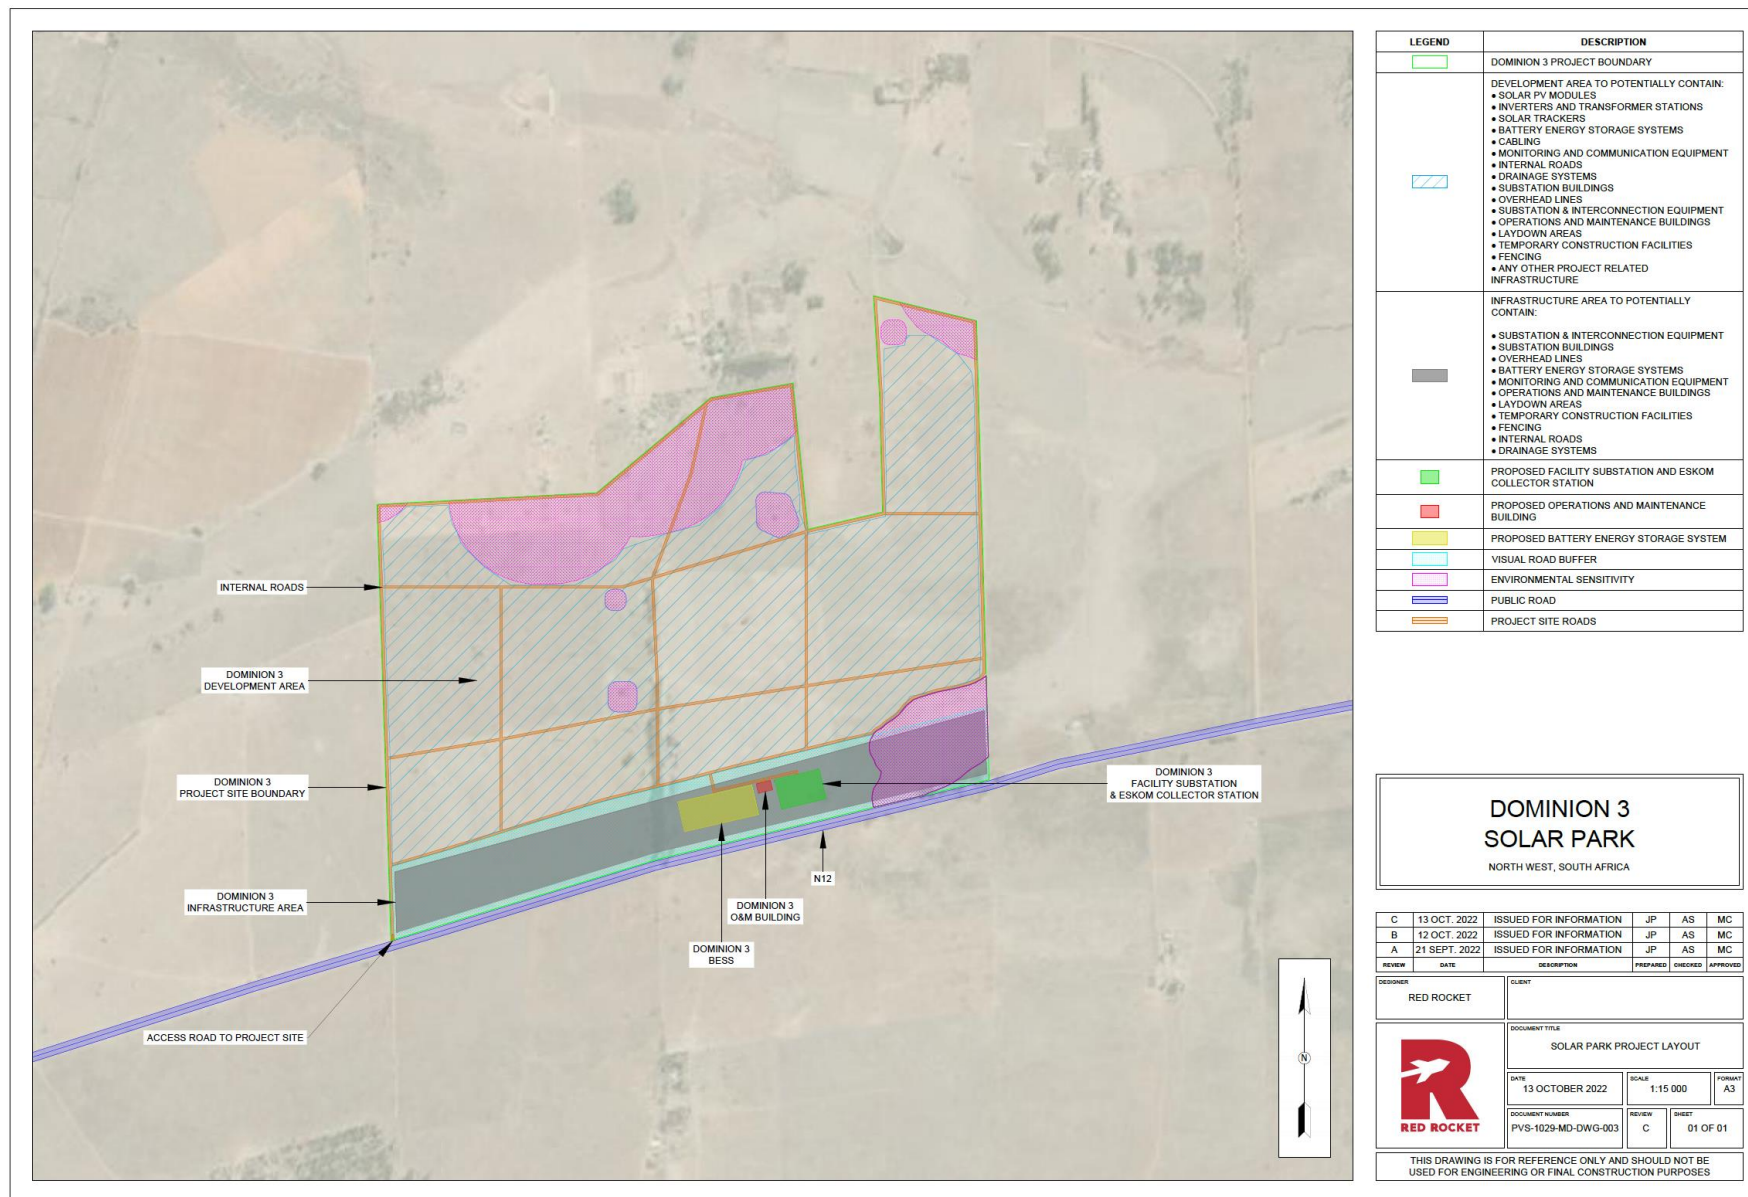 INTERNAL ROADS
DOMINION 3
DEVELOPMENT AREA
DOMINION 3
PROJECT SITE BOUNDARY
DOMINION 3
INFRASTRUCTURE AREA
ACCESS ROAD TO PROJECT SITE
DOMINION 3
BESS
DOMINION 3
O&M BUILDING
N12
DOMINION 3
FACILITY SUBSTATION
& ESKOM COLLECTOR STATION
N
LEGEND DESCRIPTION
DOMINION 3 PROJECT BOUNDARY
DEVELOPMENT AREA TO POTENTIALLY CONTAIN:
• SOLAR PV MODULES
• INVERTERS AND TRANSFORMER STATIONS
• SOLAR TRACKERS
• BATTERY ENERGY STORAGE SYSTEMS
• CABLING
• MONITORING AND COMMUNICATION EQUIPMENT
• INTERNAL ROADS
• DRAINAGE SYSTEMS
• SUBSTATION BUILDINGS
• OVERHEAD LINES
• SUBSTATION & INTERCONNECTION EQUIPMENT
• OPERATIONS AND MAINTENANCE BUILDINGS
• LAYDOWN AREAS
• TEMPORARY CONSTRUCTION FACILITIES
• FENCING
• ANY OTHER PROJECT RELATED
INFRASTRUCTURE
INFRASTRUCTURE AREA TO POTENTIALLY
CONTAIN:
• SUBSTATION & INTERCONNECTION EQUIPMENT
• SUBSTATION BUILDINGS
• OVERHEAD LINES
• BATTERY ENERGY STORAGE SYSTEMS
• MONITORING AND COMMUNICATION EQUIPMENT
• OPERATIONS AND MAINTENANCE BUILDINGS
• LAYDOWN AREAS
• TEMPORARY CONSTRUCTION FACILITIES
• FENCING
• INTERNAL ROADS
• DRAINAGE SYSTEMS
PROPOSED FACILITY SUBSTATION AND ESKOM
COLLECTOR STATION
PROPOSED OPERATIONS AND MAINTENANCE
BUILDING
PROPOSED BATTERY ENERGY STORAGE SYSTEM
VISUAL ROAD BUFFER
ENVIRONMENTAL SENSITIVITY
PUBLIC ROAD
PROJECT SITE ROADS
DOMINION 3
SOLAR PARK
NORTH WEST, SOUTH AFRICA
C 13 OCT. 2022 ISSUED FOR INFORMATION JP AS MC
B 12 OCT. 2022 ISSUED FOR INFORMATION JP AS MC
A 21 SEPT. 2022 ISSUED FOR INFORMATION JP AS MC
REVIEW DATE DESCRIPTION PREPARED CHECKED APPROVED
DESIGNER
RED ROCKET
CLIENT
RED ROCKET
DOCUMENT TITLE
SOLAR PARK PROJECT LAYOUT
DATE SCALE FORMAT
13 OCTOBER 2022 1:15 000 A3
DOCUMENT NUMBER REVIEW SHEET
PVS-1029-MD-DWG-003 C 01 OF 01
THIS DRAWING IS FOR REFERENCE ONLY AND SHOULD NOT BE
USED FOR ENGINEERING OR FINAL CONSTRUCTION PURPOSES